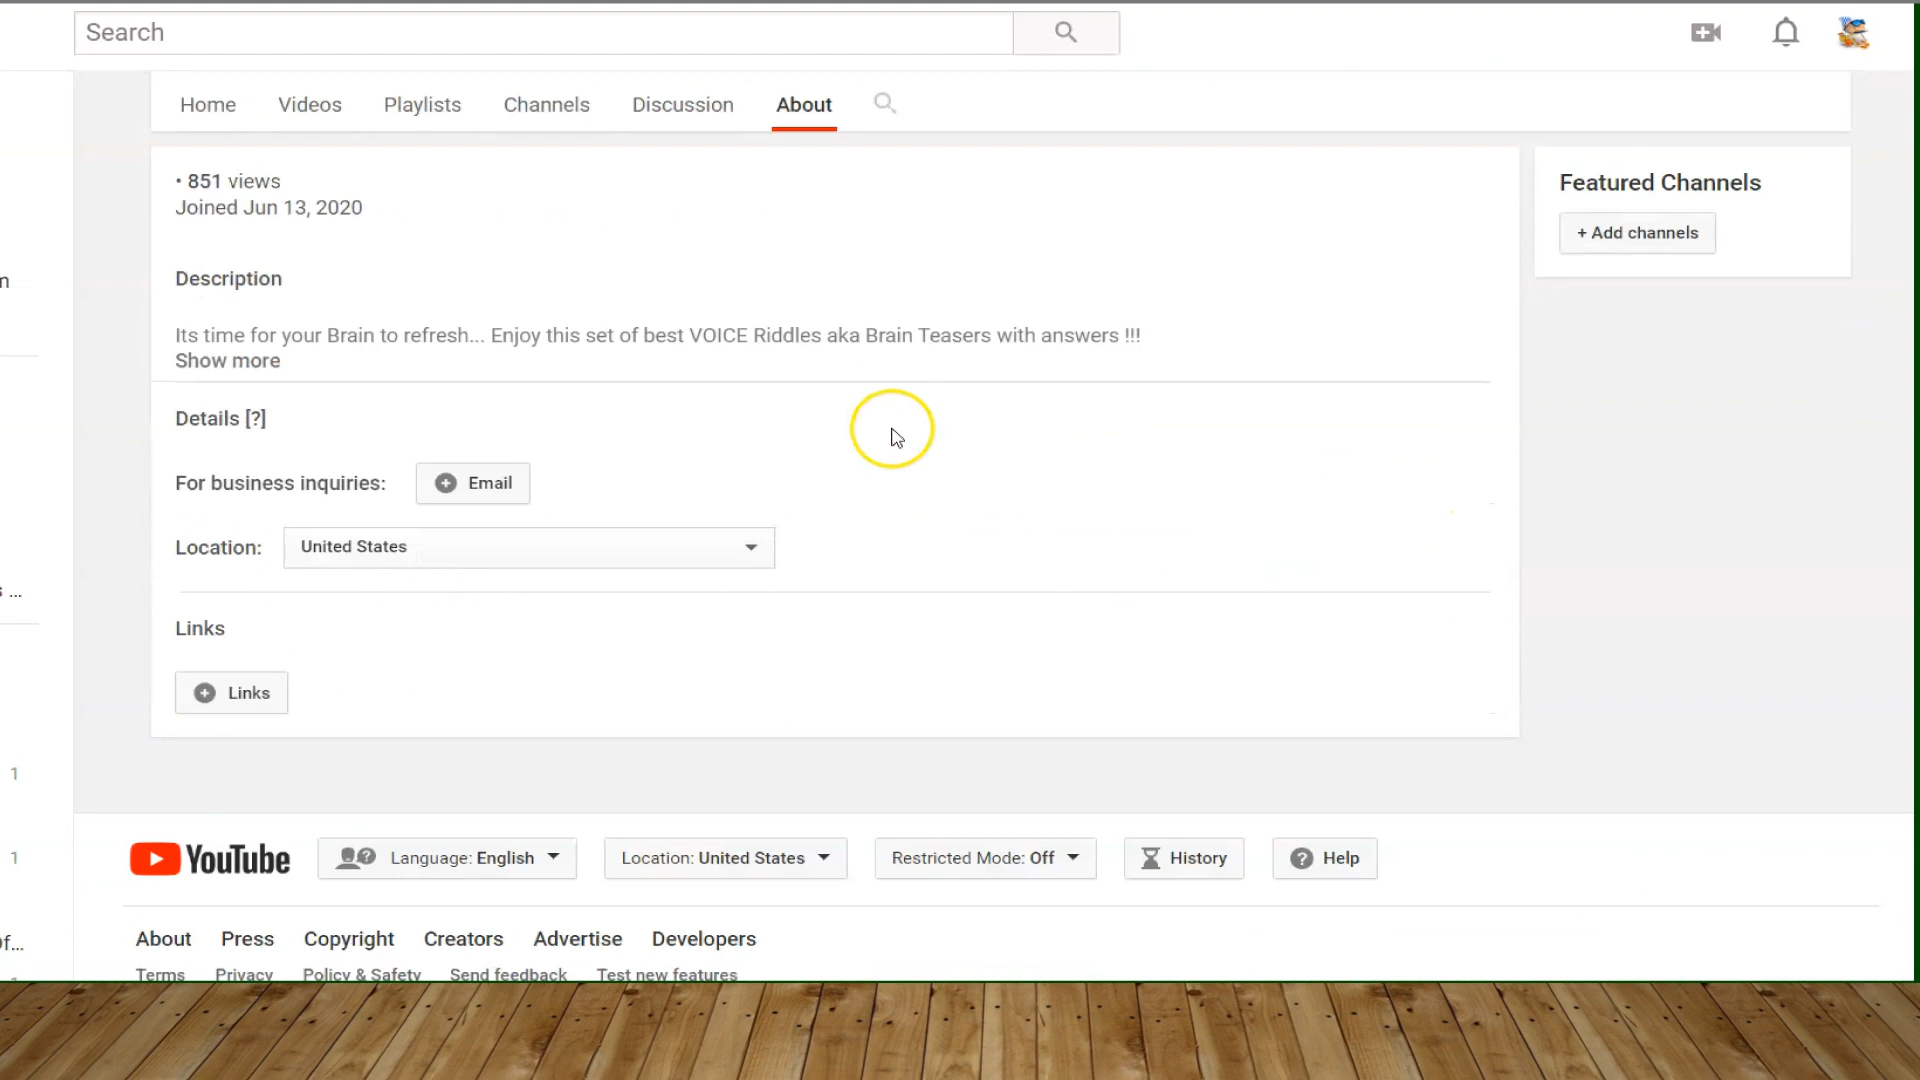 Search
Home Videos Playlists Channels Discussion About
• 851 views
Joined Jun 13, 2020
Featured Channels
+ Add channels
Description
Its time for your Brain to refresh... Enjoy this set of best VOICE Riddles aka Brain Teasers with answers !!!
Show more
Details [?]
For business inquiries: Email
Location: United States
Links
Links
1
1
YouTube Language: English Location: United States Restricted Mode: Off History Help
About Press Copyright Creators Advertise Developers
Terms Privacy Policy & Safety Send feedback Test new features